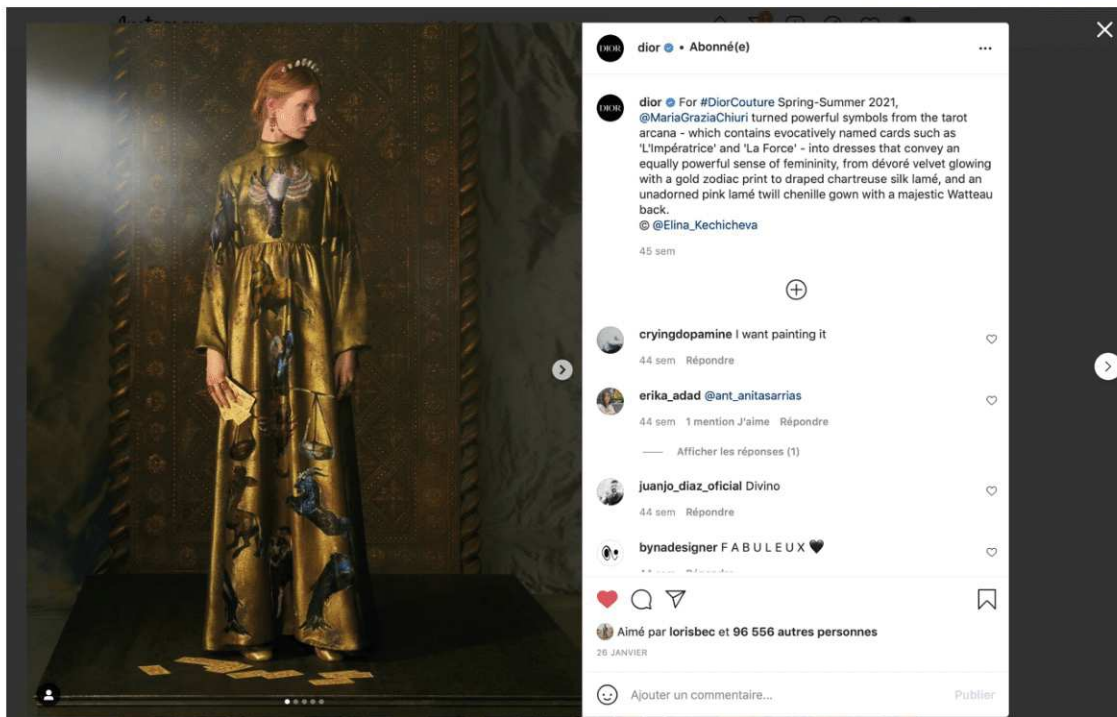 DIOR
dior • Abonné(e)
DIOR
dior For #DiorCouture Spring-Summer 2021,
@MariaGraziaChiuri turned powerful symbols from the tarot
arcana - which contains evocatively named cards such as
'L'Impératrice' and 'La Force' - into dresses that convey an
equally powerful sense of femininity, from dévoré velvet glowing
with a gold zodiac print to draped chartreuse silk lamé, and an
unadorned pink lamé twill chenille gown with a majestic Watteau
back.
© @Elina_Kechicheva
45 sem
cryingdopamine I want painting it
44 sem Répondre
erika_adad @ant_anitasarrias
44 sem 1 mention J'aime Répondre
Afficher les réponses (1)
juanjo_diaz_oficial Divino
44 sem Répondre
bynadesigner F A B U L E U X 🖤
Aimé par lorisbec et 96 556 autres personnes
26 JANVIER
Ajouter un commentaire...
Publier